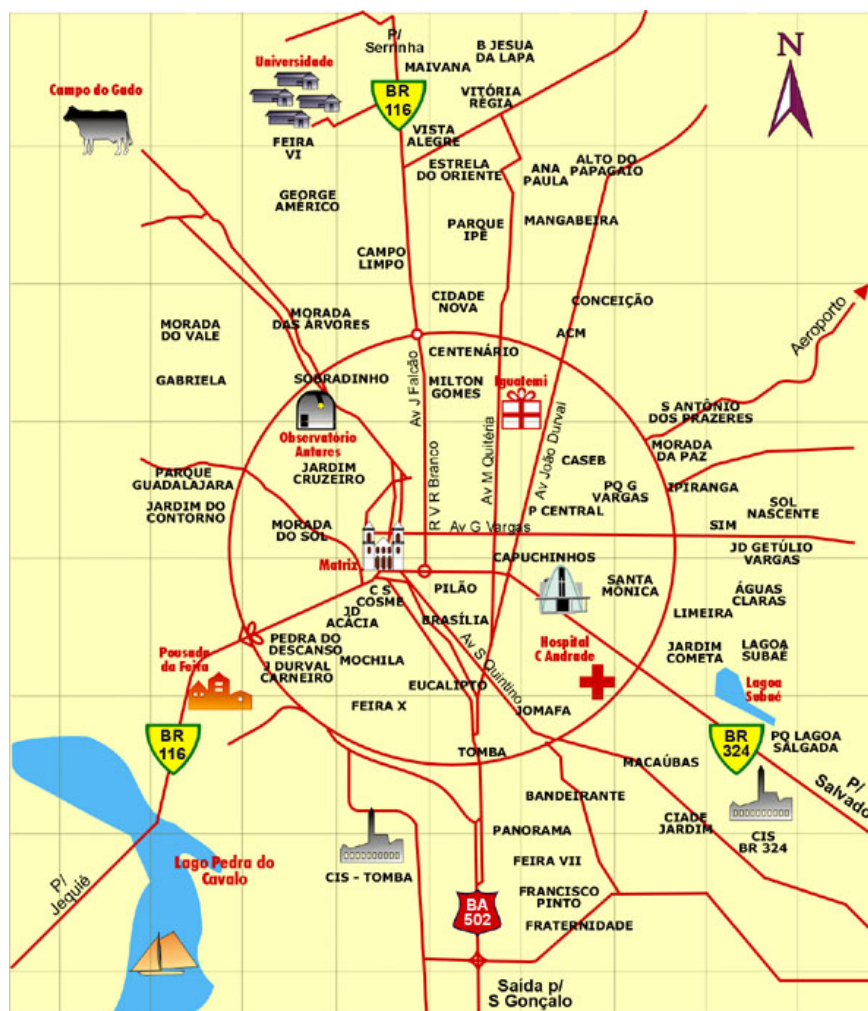 P/
Serrinha
B JESUA
DA LAPA
N
Universidade
MAIVANA
Campo do Gado
BR
116
VITÓRIA
RÉGIA
FEIRA
VI
VISTA
ALEGRE
ESTRELA
DO ORIENTE
ANA
PAULA
ALTO DO
PAPAGAIO
GEORGE
AMÉRICO
PARQUE
IPÊ
MANGABEIRA
CAMPO
LIMPO
CIDADE
NOVA
CONCEIÇÃO
MORADA
DAS ÁRVORES
MORADA
DO VALE
ACM
Aeroporto
CENTENÁRIO
GABRIELA
SOBRADINHO
Av J Falcão
MILTON
GOMES
Iguatemi
Observatório
Antares
S ANTÔNIO
DOS PRAZERES
Av M Quitéria
Av João Durval
R V R Branco
MORADA
DA PAZ
CASEB
PARQUE
GUADALAJARA
JARDIM
CRUZEIRO
PQ G
VARGAS
IPIRANGA
JARDIM DO
CONTORNO
SOL
NASCENTE
P CENTRAL
MORADA
DO SOL
Av G Vargas
SIM
JD GETÚLIO
VARGAS
Matriz
CAPUCHINHOS
C S
COSME
PILÃO
SANTA
MÔNICA
ÁGUAS
CLARAS
JD
ACÁCIA
BRASÍLIA
LIMEIRA
PEDRA DO
DESCANSO
Av S Quintino
Hospital
C Andrade
JARDIM
COMETA
LAGOA
SUBAÉ
Pousada
da Feira
J DURVAL
CARNEIRO
MOCHILA
EUCALIPTO
Lagoa
Subaé
FEIRA X
JOMAFA
BR
116
BR
324
PQ LAGOA
SALGADA
TOMBA
MACAÚBAS
P/
Salvador
BANDEIRANTE
CIADE
JARDIM
PANORAMA
CIS
BR 324
Lago Pedra do
Cavalo
FEIRA VII
CIS - TOMBA
P/
Jequié
FRANCISCO
PINTO
BA
502
FRATERNIDADE
Saída p/
S Gonçalo